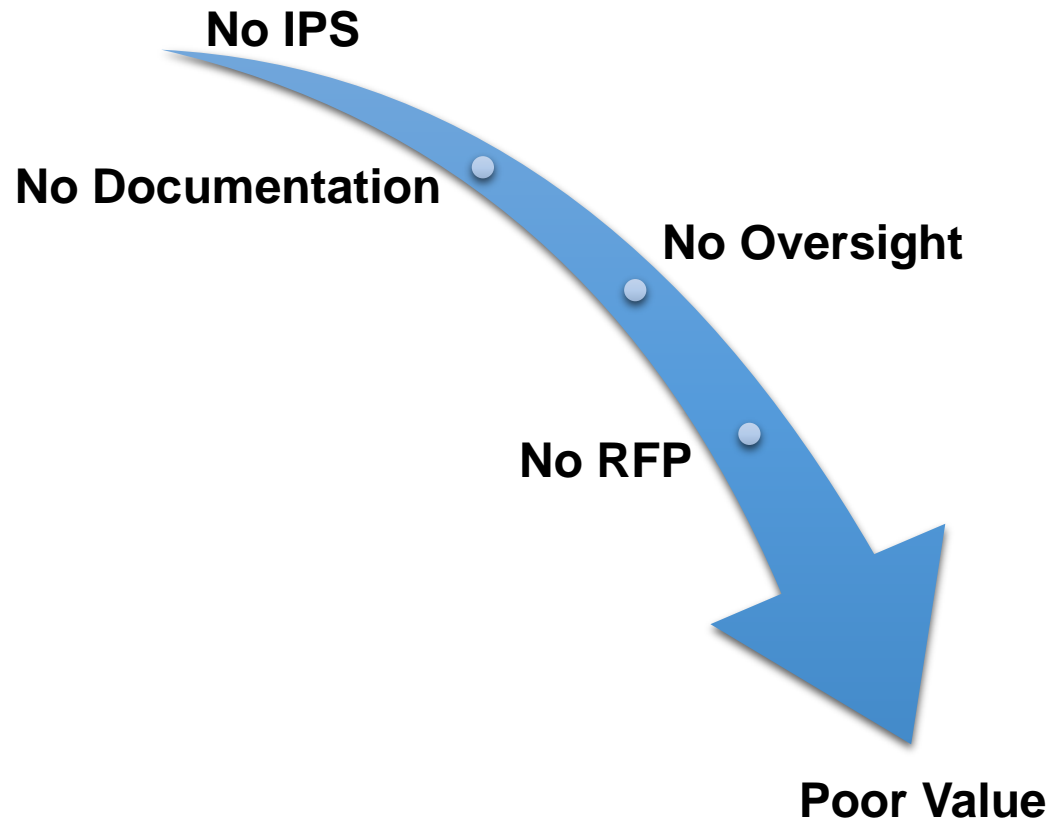 No IPS
No Documentation
No Oversight
No RFP
Poor Value